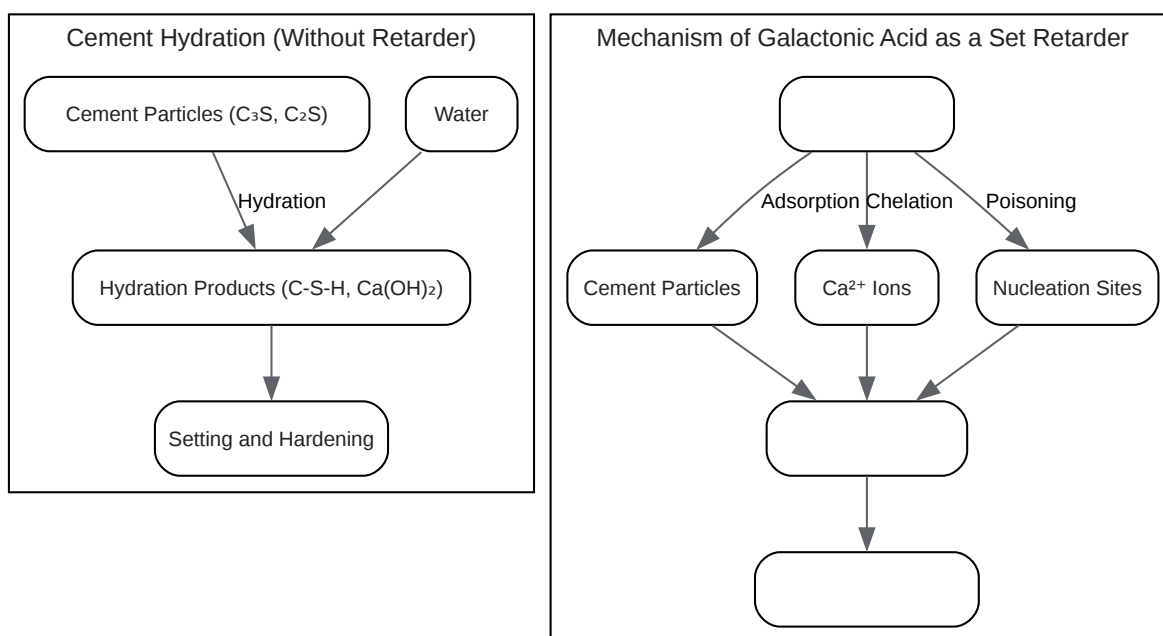 Cement Hydration (Without Retarder)
Cement Particles (C₃S, C₂S)
Water
Hydration
Hydration Products (C-S-H, Ca(OH)₂)
Setting and Hardening
Mechanism of Galactonic Acid as a Set Retarder
Adsorption
Chelation
Poisoning
Cement Particles
Ca²⁺ Ions
Nucleation Sites